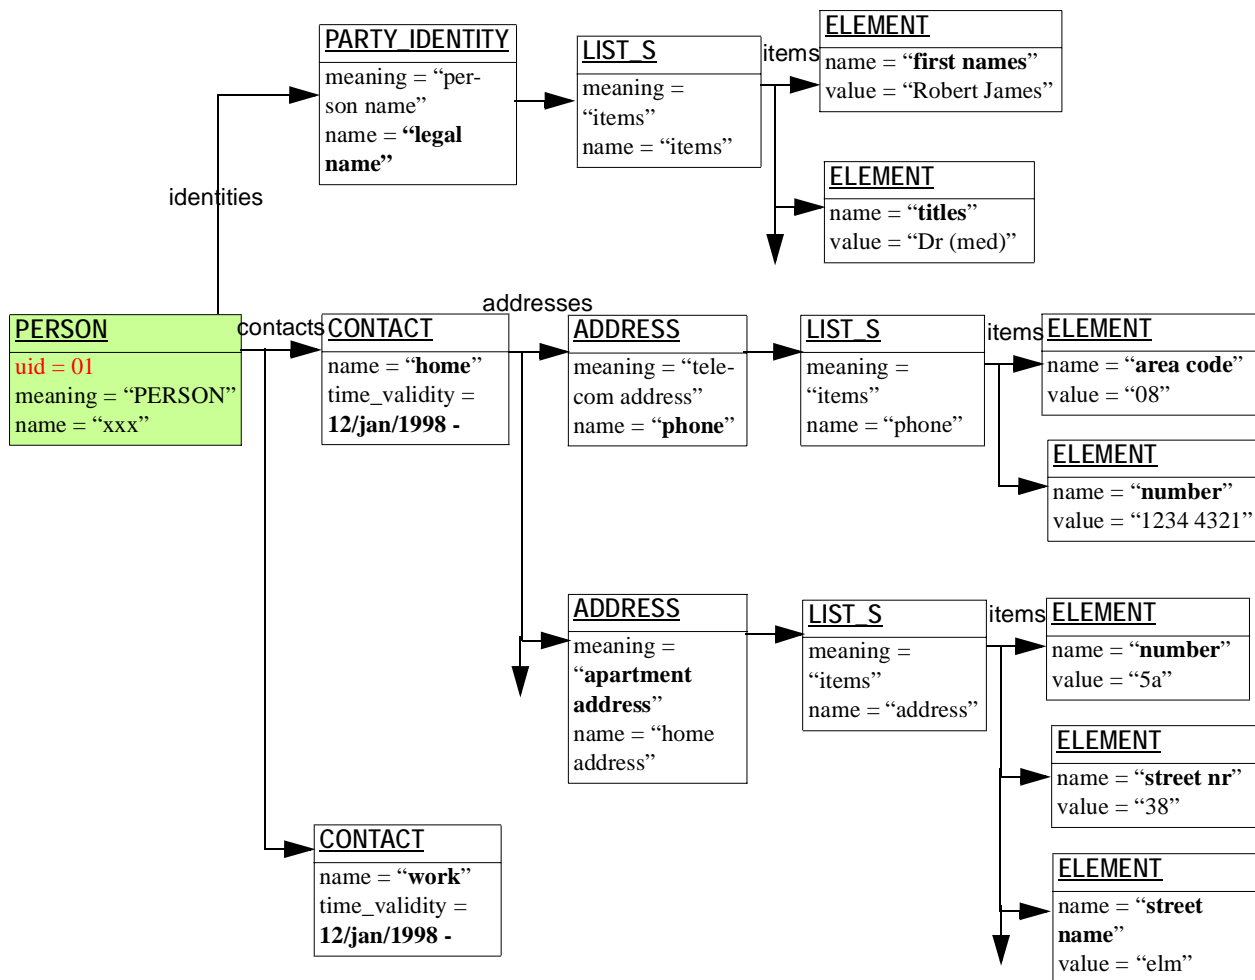 PARTY_IDENTITY
meaning = “per-
son name”
name = “legal
name”
LIST_S
meaning =
“items”
name = “items”
items
ELEMENT
name = “first names”
value = “Robert James”
ELEMENT
name = “titles”
value = “Dr (med)”
identities
PERSON
uid = 01
meaning = “PERSON”
name = “xxx”
contacts
CONTACT
name = “home”
time_validity =
12/jan/1998 -
addresses
ADDRESS
meaning = “tele-
com address”
name = “phone”
LIST_S
meaning =
“items”
name = “phone”
items
ELEMENT
name = “area code”
value = “08”
ELEMENT
name = “number”
value = “1234 4321”
ADDRESS
meaning =
“apartment
address”
name = “home
address”
LIST_S
meaning =
“items”
name = “address”
items
ELEMENT
name = “number”
value = “5a”
ELEMENT
name = “street nr”
value = “38”
ELEMENT
name = “street
name”
value = “elm”
CONTACT
name = “work”
time_validity =
12/jan/1998 -